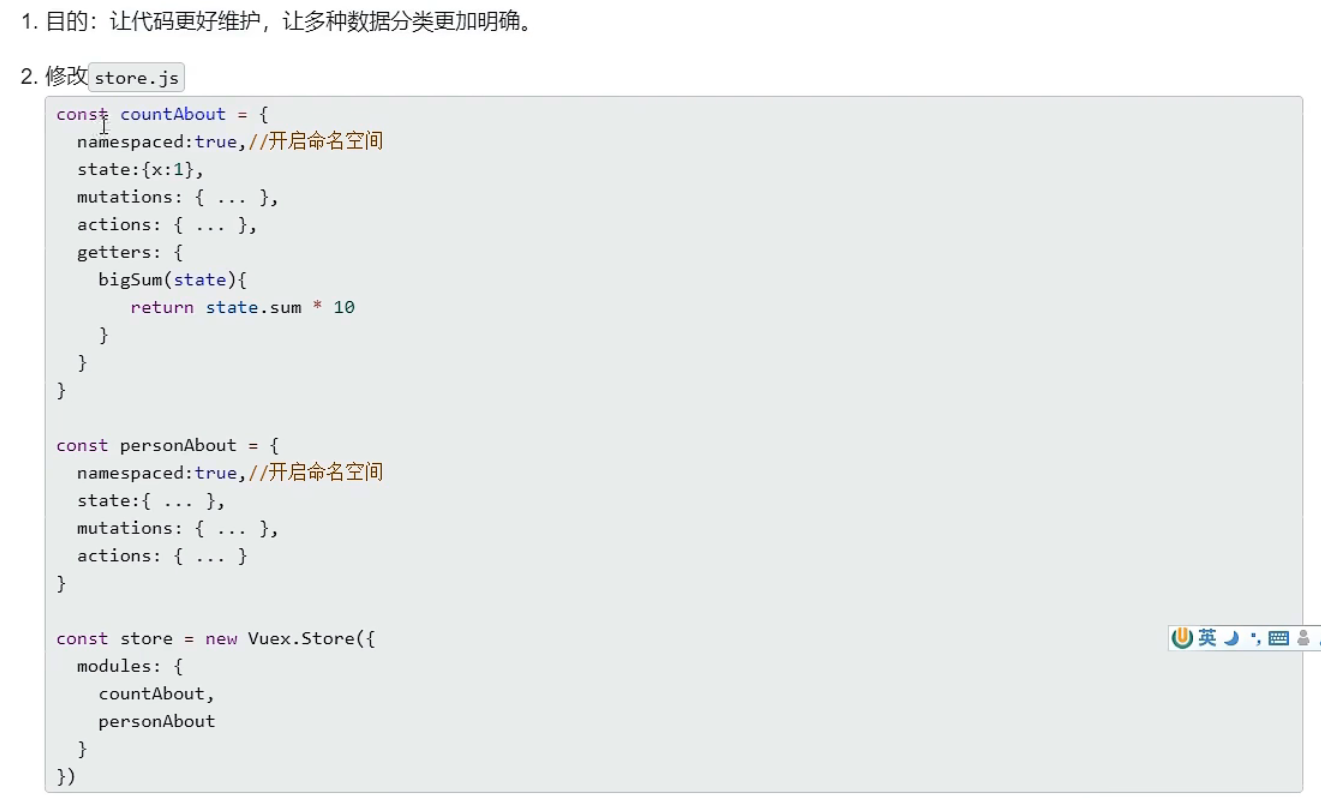 1. 目的：让代码更好维护，让多种数据分类更加明确。
2. 修改 store.js
const countAbout = {
  namespaced:true,//开启命名空间
  state:{x:1},
  mutations: { ... },
  actions: { ... },
  getters: {
    bigSum(state){
       return state.sum * 10
    }
  }
}
const personAbout = {
  namespaced:true,//开启命名空间
  state:{ ... },
  mutations: { ... },
  actions: { ... }
}
const store = new Vuex.Store({
  modules: {
    countAbout,
    personAbout
  }
})
英